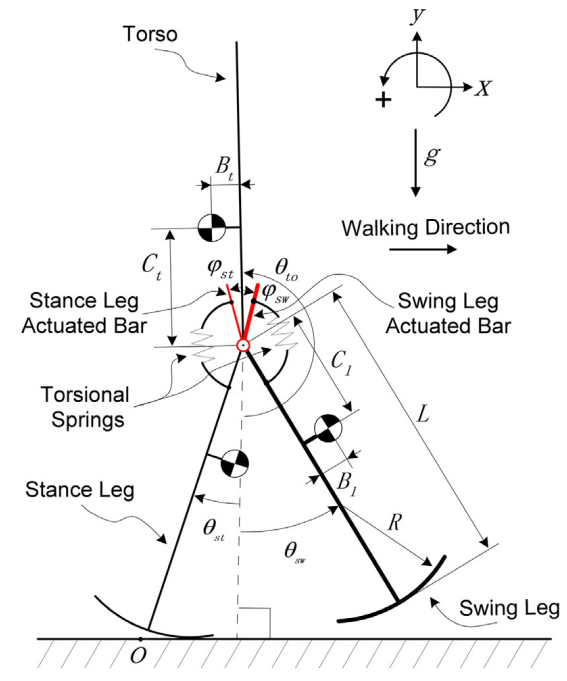 y
Torso
X
+
g
B_t
Walking Direction
C_t
φ_st
θ_to
φ_sw
Stance Leg
Actuated Bar
Swing Leg
Actuated Bar
C_1
L
Torsional
Springs
B_1
Stance Leg
R
θ_st
θ_sw
Swing Leg
O